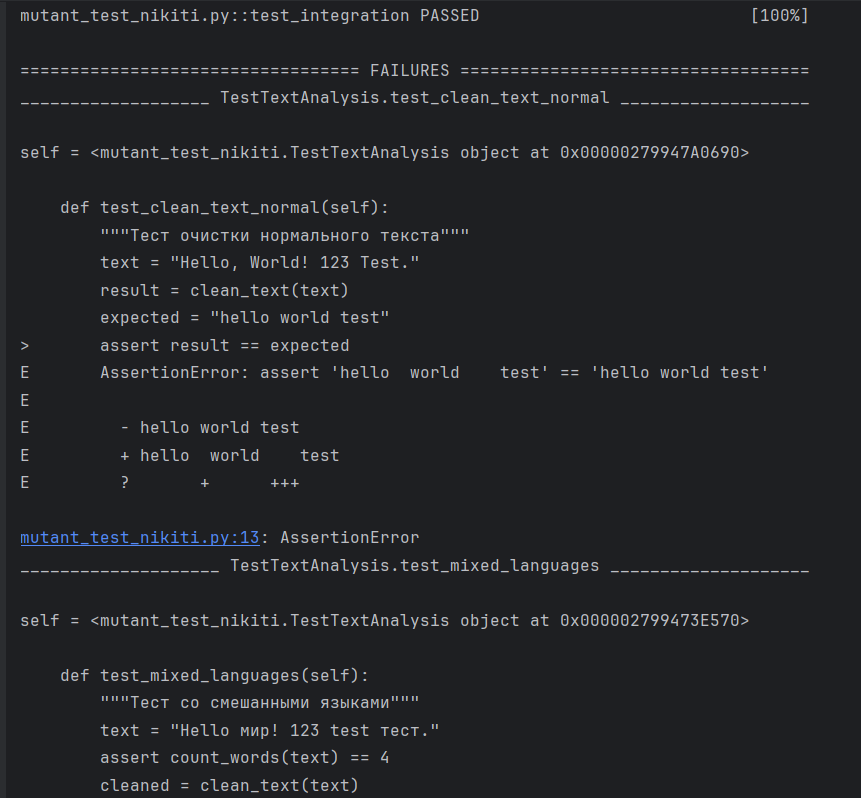 mutant_test_nikiti.py::test_integration PASSED [100%]
================================== FAILURES ===================================
___________________ TestTextAnalysis.test_clean_text_normal ___________________
self = <mutant_test_nikiti.TestTextAnalysis object at 0x00000279947A0690>
    def test_clean_text_normal(self):
        """Тест очистки нормального текста"""
        text = "Hello, World! 123 Test."
        result = clean_text(text)
        expected = "hello world test"
>       assert result == expected
E       AssertionError: assert 'hello  world    test' == 'hello world test'
E
E         - hello world test
E         + hello  world    test
E         ?       +      +++
mutant_test_nikiti.py:13: AssertionError
____________________ TestTextAnalysis.test_mixed_languages ____________________
self = <mutant_test_nikiti.TestTextAnalysis object at 0x000002799473E570>
    def test_mixed_languages(self):
        """Тест со смешанными языками"""
        text = "Hello мир! 123 test тест."
        assert count_words(text) == 4
        cleaned = clean_text(text)